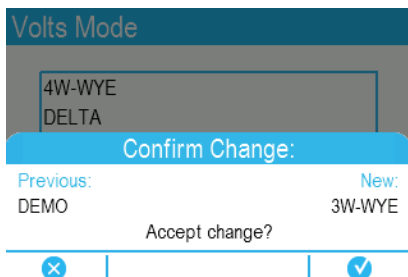 Volts Mode
4W-WYE
DELTA
Confirm Change:
Previous: New:
DEMO 3W-WYE
Accept change?